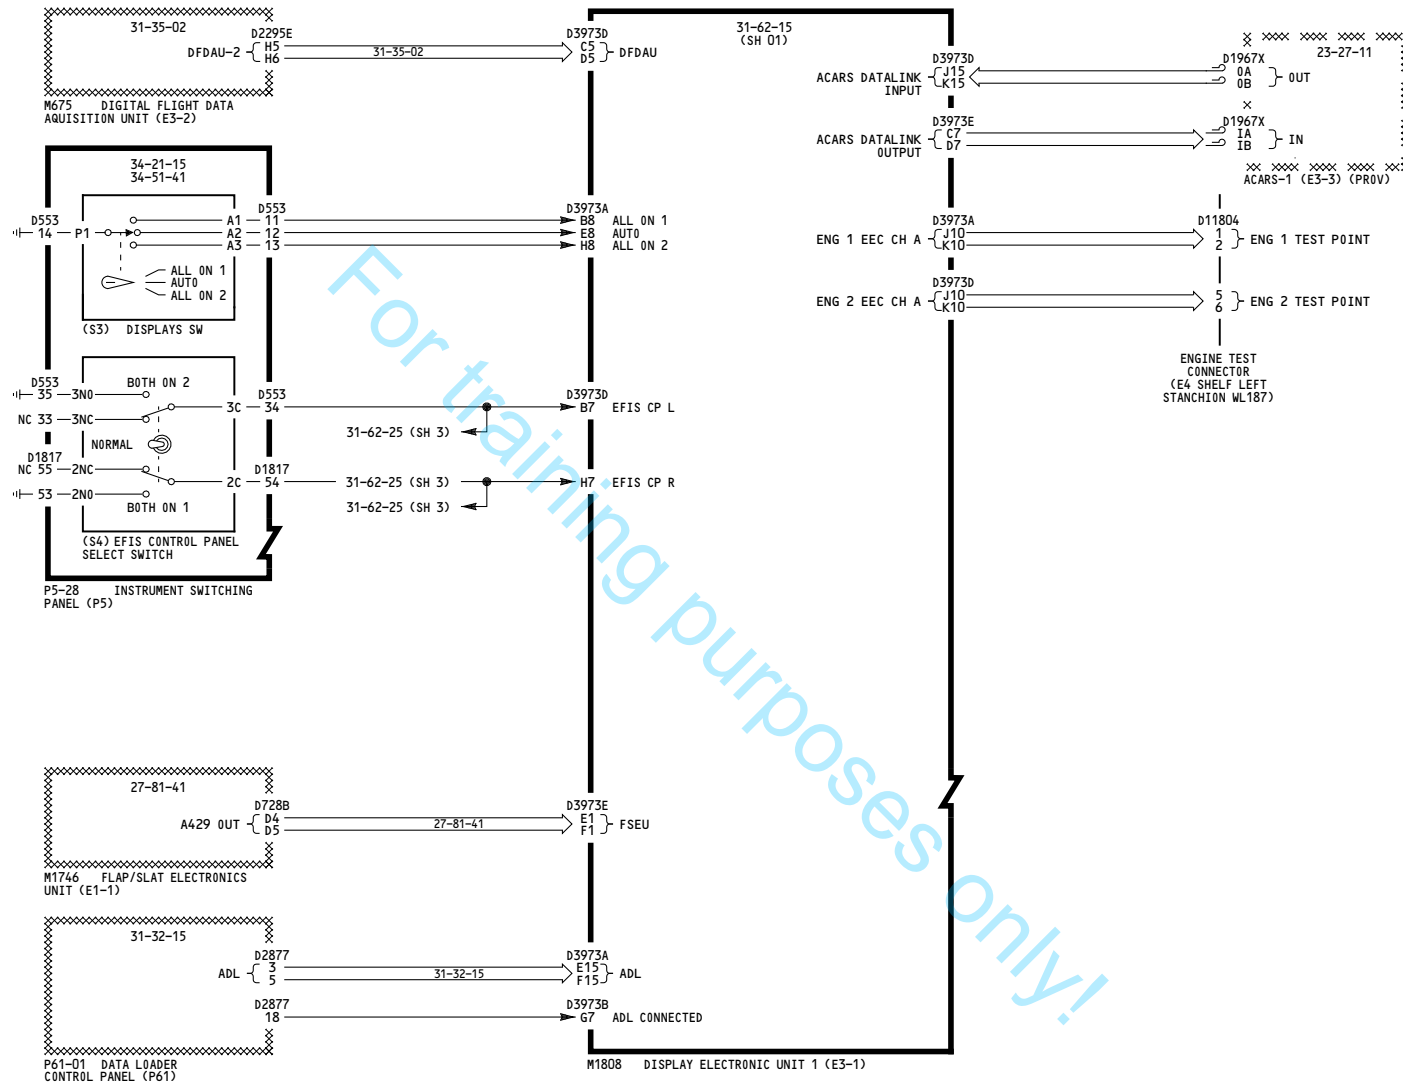 31-35-02
D2295E
DFDAU-2
H5
H6
31-35-02
D3973D
C5
D5
DFDAU
M675 DIGITAL FLIGHT DATA
AQUISITION UNIT (E3-2)
31-62-15
(SH 01)
D3973D
ACARS DATALINK
INPUT
J15
K15
D1967X
0A
0B
OUT
23-27-11
D3973E
ACARS DATALINK
OUTPUT
C7
D7
D1967X
IA
IB
IN
ACARS-1 (E3-3) (PROV)
34-21-15
34-51-41
D553
14
P1
A1
A2
A3
D553
11
12
13
D3973A
B8
E8
H8
ALL ON 1
AUTO
ALL ON 2
ALL ON 1
AUTO
ALL ON 2
(S3) DISPLAYS SW
D3973A
ENG 1 EEC CH A
J10
K10
D11804
1
2
ENG 1 TEST POINT
D3973D
ENG 2 EEC CH A
J10
K10
5
6
ENG 2 TEST POINT
ENGINE TEST
CONNECTOR
(E4 SHELF LEFT
STANCHION WL187)
D553
35
3NO
BOTH ON 2
NC 33
3NC
3C
D553
34
31-62-25 (SH 3)
D3973D
B7
EFIS CP L
NORMAL
D1817
NC 55
2NC
53
2NO
BOTH ON 1
2C
D1817
54
31-62-25 (SH 3)
31-62-25 (SH 3)
H7
EFIS CP R
(S4) EFIS CONTROL PANEL
SELECT SWITCH
P5-28 INSTRUMENT SWITCHING
PANEL (P5)
27-81-41
D728B
A429 OUT
D4
D5
27-81-41
D3973E
E1
F1
FSEU
M1746 FLAP/SLAT ELECTRONICS
UNIT (E1-1)
31-32-15
D2877
ADL
3
5
31-32-15
D3973A
E15
F15
ADL
D2877
18
D3973B
G7
ADL CONNECTED
P61-01 DATA LOADER
CONTROL PANEL (P61)
M1808 DISPLAY ELECTRONIC UNIT 1 (E3-1)
For training purposes only!